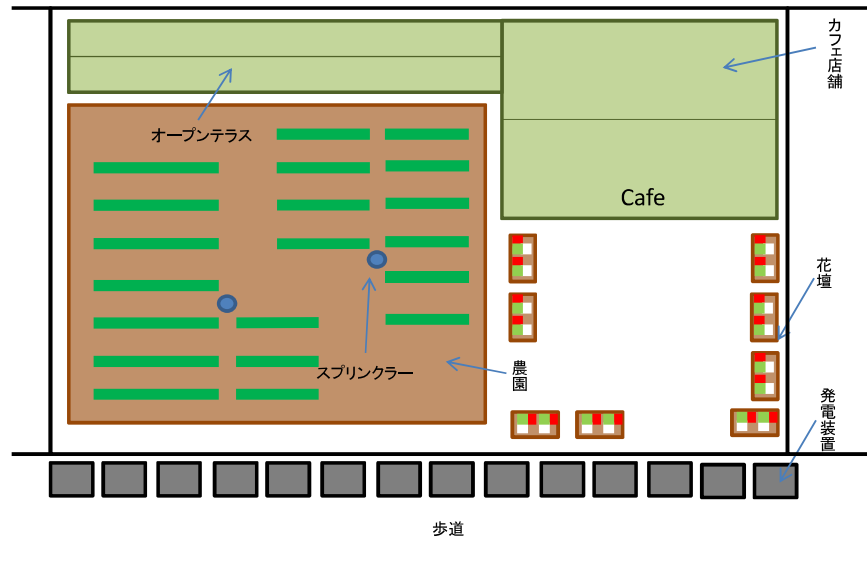 カフェ店舗
オープンテラス
Cafe
花壇
スプリンクラー
農園
発電装置
歩道